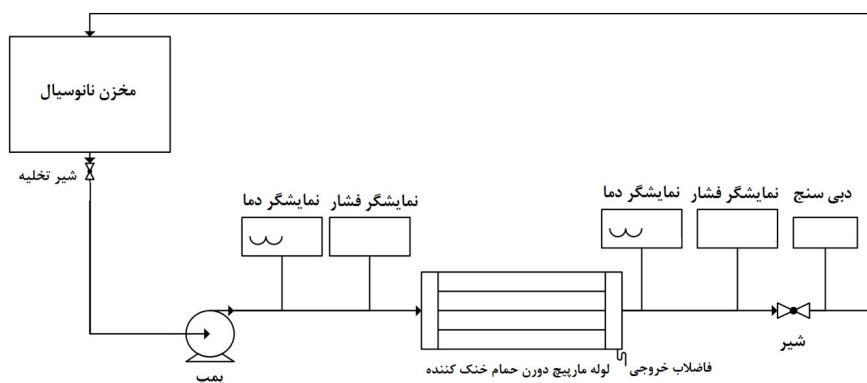 مخزن نانوسیال
شیر تخلیه
نمایشگر دما
نمایشگر فشار
نمایشگر دما
نمایشگر فشار
دبی سنج
شیر
فاضلاب خروجی
لوله مارپیچ دورن حمام خنک کننده
پمپ